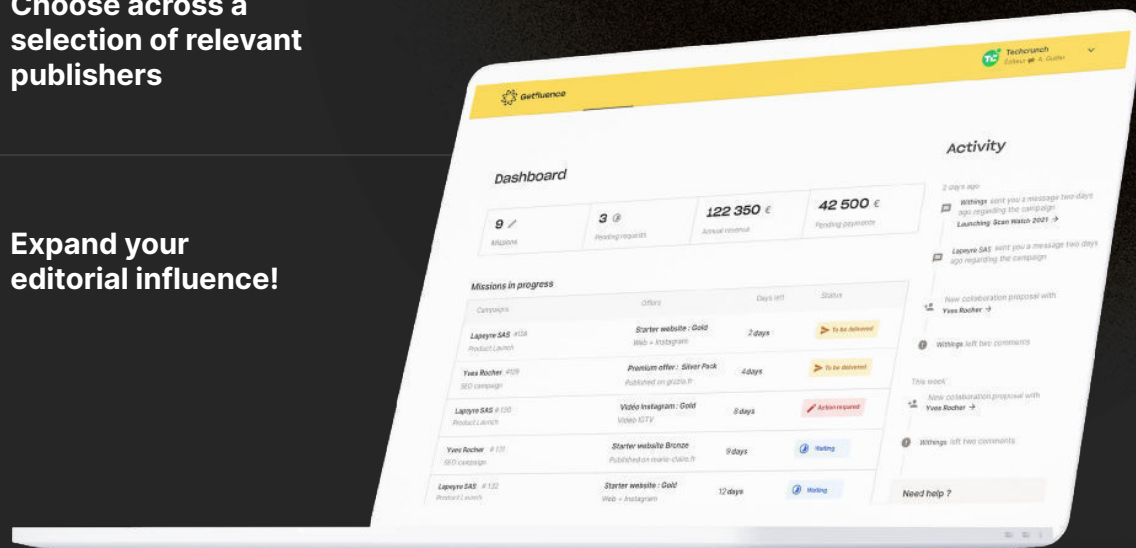 Choose across a
selection of relevant
publishers
Expand your
editorial influence!
Getfluence
Techcrunch
Dashboard
9
Missions
3
Pending requests
122 350 €
Annual revenue
42 500 €
Pending payments
Missions in progress
Campaigns
Offers
Days left
Status
Lapeyre SAS
Product Launch
Starter website : Gold
Web + Instagram
2 days
To be delivered
Yves Rocher #129
SEO campaign
Premium offer : Silver Pack
Published on grazia.fr
4 days
To be delivered
Lapeyre SAS # 130
Product Launch
Vidéo Instagram : Gold
Video IGTV
8 days
Action required
Yves Rocher # 131
SEO campaign
Starter website Bronze
Published on marie-claire.fr
9 days
Waiting
Lapeyre SAS # 132
Product Launch
Starter website : Gold
Web + Instagram
12 days
Waiting
Activity
2 days ago
Withings sent you a message two days
ago regarding the campaign
Launching Scan Watch 2021 →
Lapeyre SAS sent you a message two days
ago regarding the campaign
New collaboration proposal with
Yves Rocher →
Withings left two comments
This week
New collaboration proposal with
Yves Rocher →
Withings left two comments
Need help ?